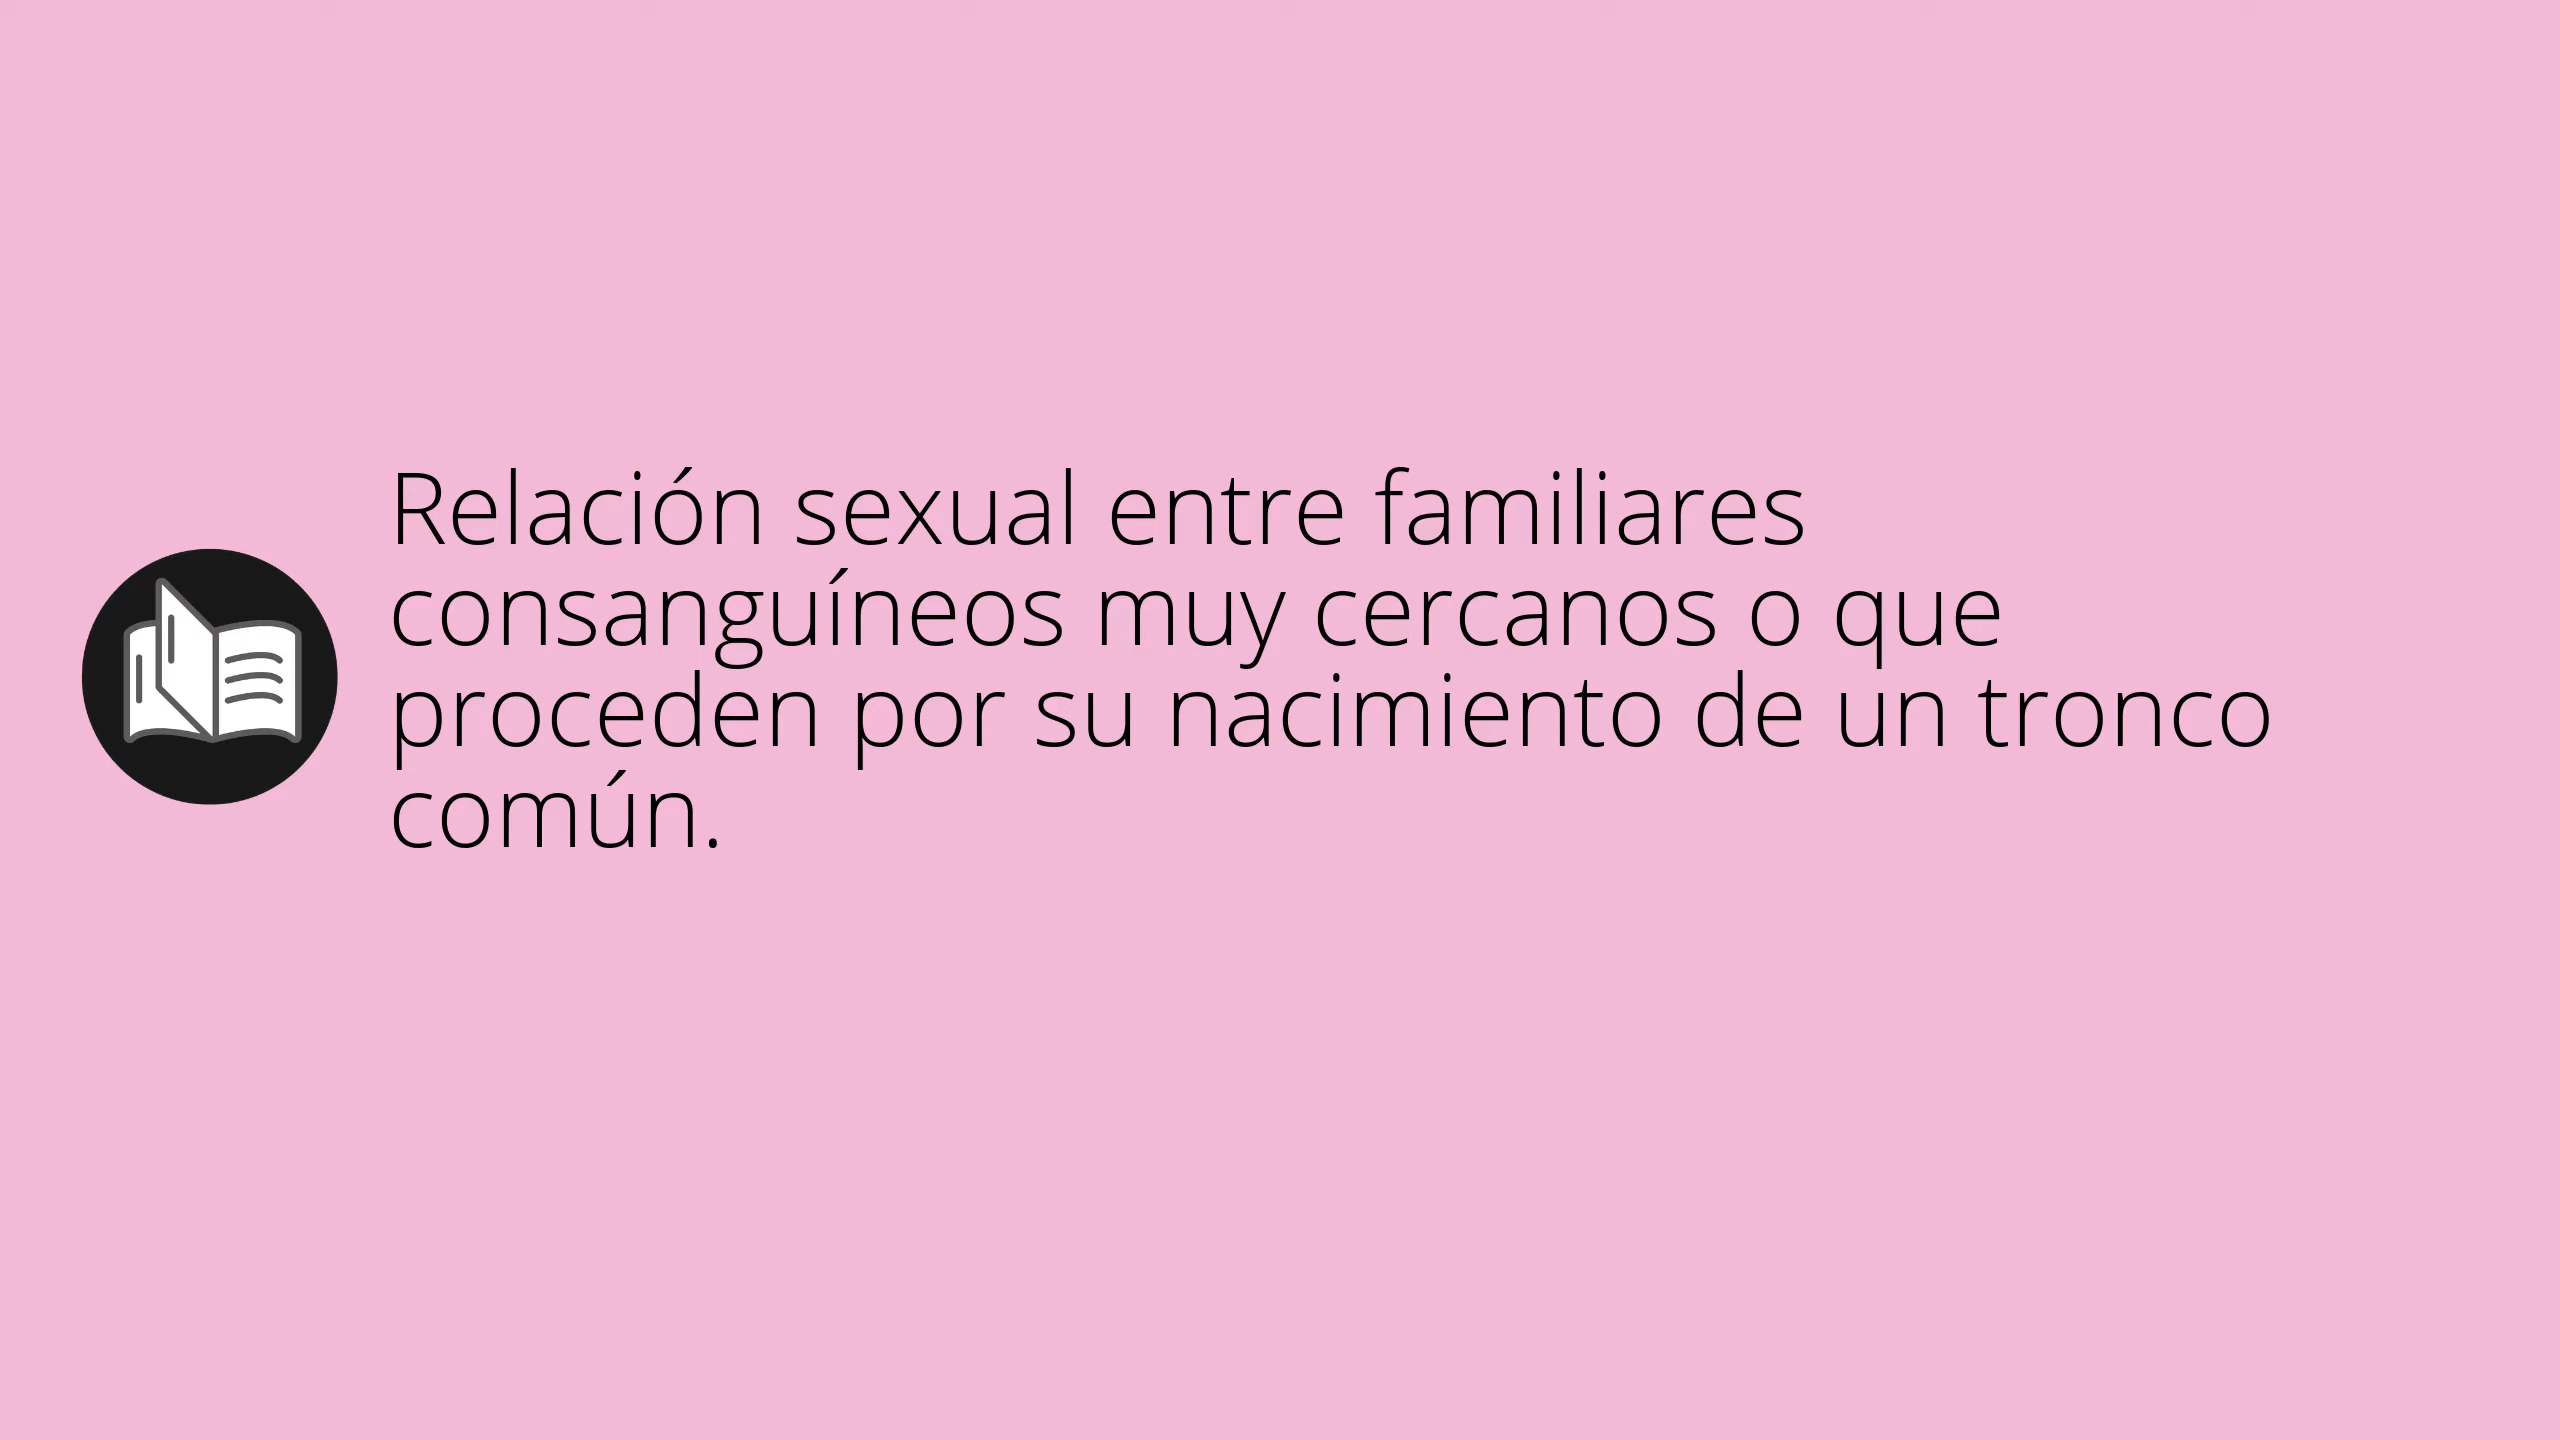 Relación sexual entre familiares
consanguíneos muy cercanos o que
proceden por su nacimiento de un tronco
común.